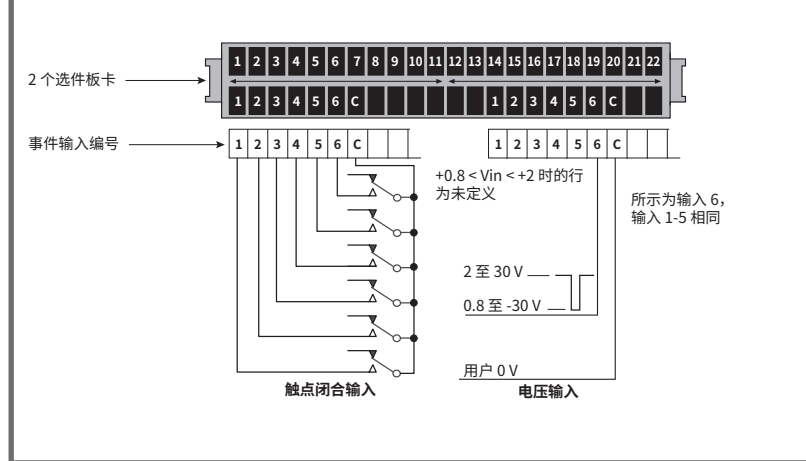 1 2 3 4 5 6 7 8 9 10 11 12 13 14 15 16 17 18 19 20 21 22
2 个选件板卡
1 2 3 4 5 6 C 1 2 3 4 5 6 C
事件输入编号
1 2 3 4 5 6 C 1 2 3 4 5 6 C
+0.8 < Vin < +2 时的行
为未定义
所示为输入 6，
输入 1-5 相同
2 至 30 V
0.8 至 -30 V
用户 0 V
触点闭合输入
电压输入